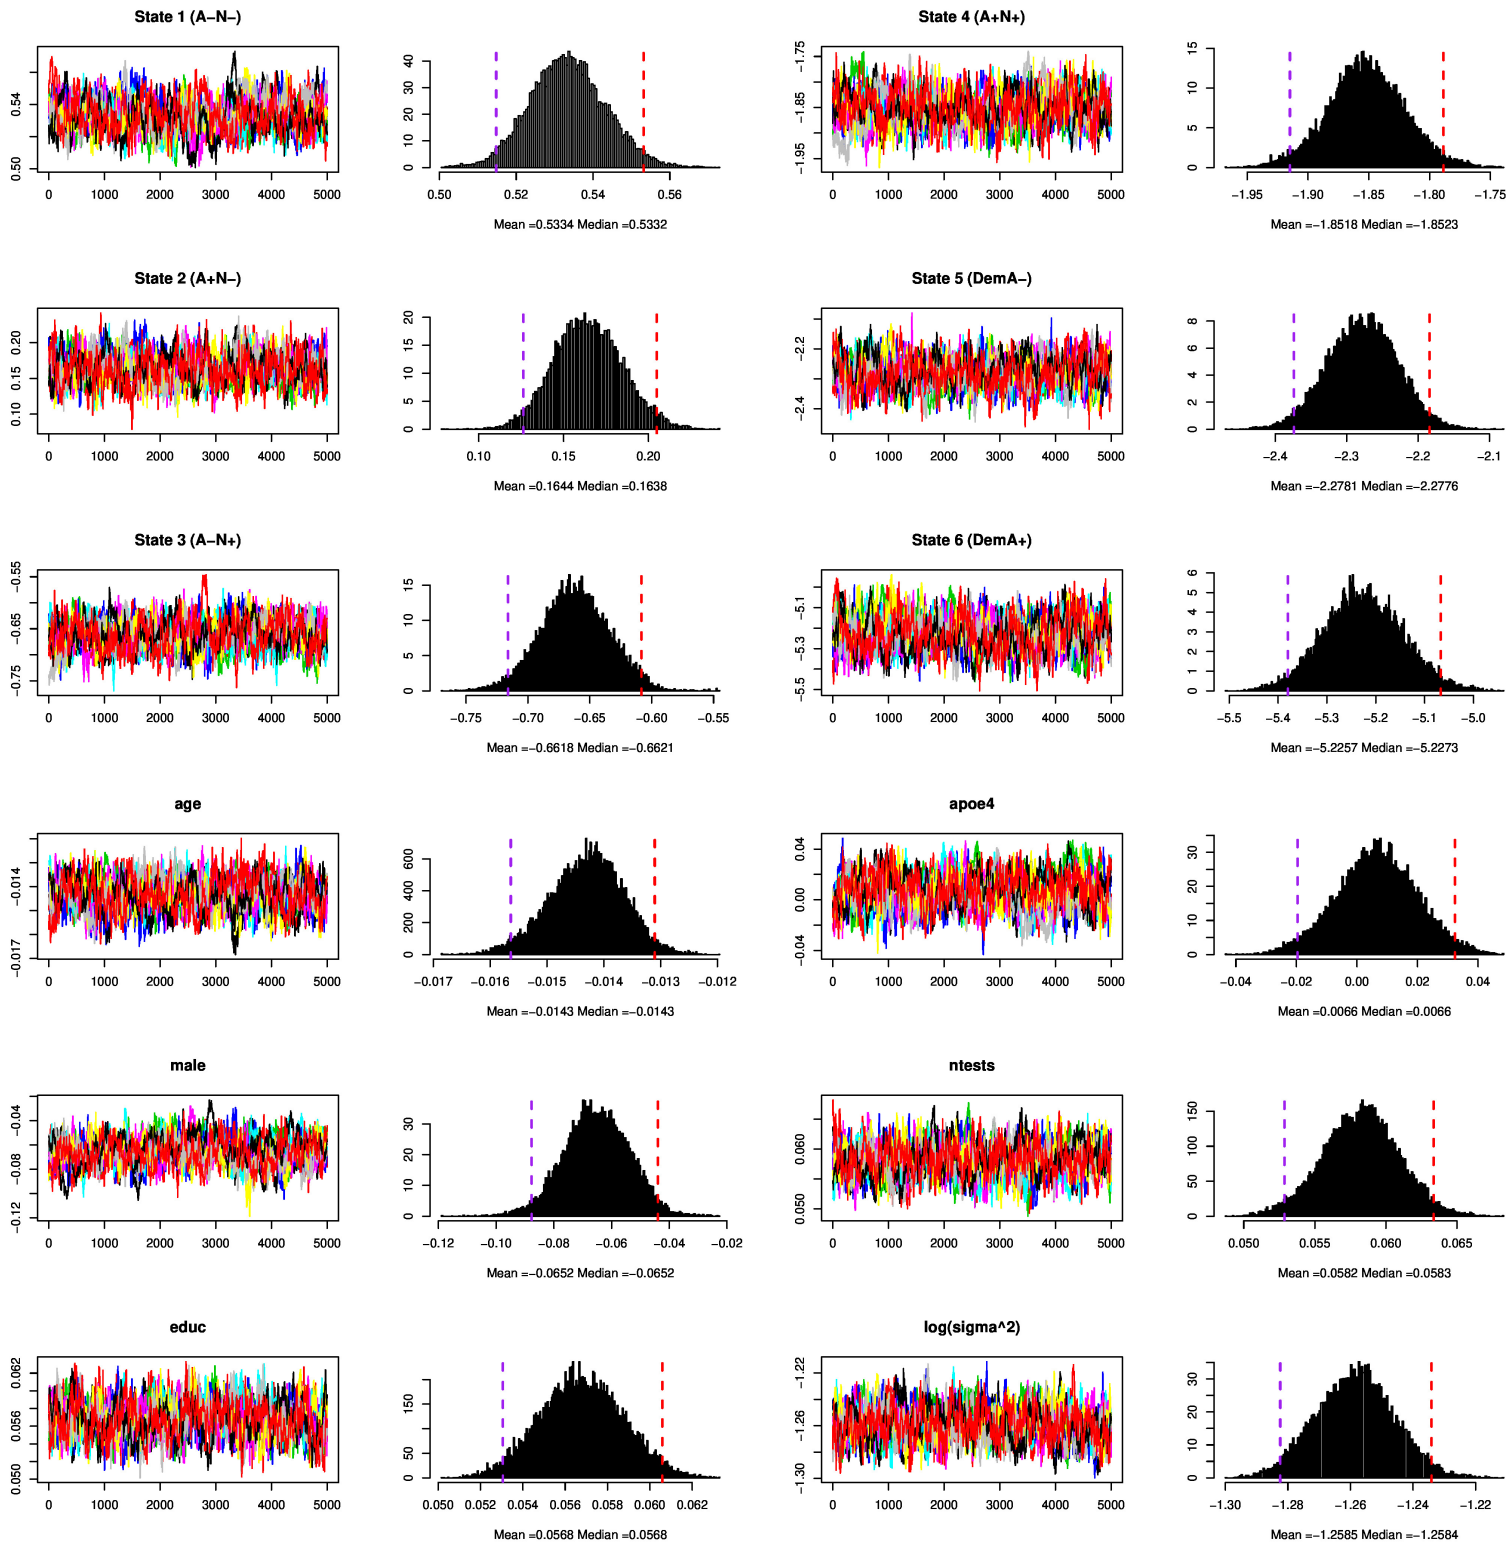 State 1 (A−N−)
0.50 0.54
0 1000 2000 3000 4000 5000
0 10 20 30 40
0.50 0.52 0.54 0.56
Mean =0.5334 Median =0.5332
State 4 (A+N+)
−1.95 −1.85 −1.75
0 1000 2000 3000 4000 5000
0 5 10 15
−1.95 −1.90 −1.85 −1.80 −1.75
Mean =−1.8518 Median =−1.8523
State 2 (A+N−)
0.10 0.15 0.20
0 1000 2000 3000 4000 5000
0 5 10 15 20
0.10 0.15 0.20
Mean =0.1644 Median =0.1638
State 5 (DemA−)
−2.4 −2.2
0 1000 2000 3000 4000 5000
0 2 4 6 8
−2.4 −2.3 −2.2 −2.1
Mean =−2.2781 Median =−2.2776
State 3 (A−N+)
−0.75 −0.65 −0.55
0 1000 2000 3000 4000 5000
0 5 10 15
−0.75 −0.70 −0.65 −0.60 −0.55
Mean =−0.6618 Median =−0.6621
State 6 (DemA+)
−5.5 −5.3 −5.1
0 1000 2000 3000 4000 5000
0 1 2 3 4 5 6
−5.5 −5.4 −5.3 −5.2 −5.1 −5.0
Mean =−5.2257 Median =−5.2273
age
−0.017 −0.014
0 1000 2000 3000 4000 5000
0 200 400 600
−0.017 −0.016 −0.015 −0.014 −0.013 −0.012
Mean =−0.0143 Median =−0.0143
apoe4
−0.04 0.00 0.04
0 1000 2000 3000 4000 5000
0 5 10 20 30
−0.04 −0.02 0.00 0.02 0.04
Mean =0.0066 Median =0.0066
male
−0.12 −0.08 −0.04
0 1000 2000 3000 4000 5000
0 10 20 30
−0.12 −0.10 −0.08 −0.06 −0.04 −0.02
Mean =−0.0652 Median =−0.0652
ntests
0.050 0.060
0 1000 2000 3000 4000 5000
0 50 100 150
0.050 0.055 0.060 0.065
Mean =0.0582 Median =0.0583
educ
0.050 0.056 0.062
0 1000 2000 3000 4000 5000
0 50 150
0.050 0.052 0.054 0.056 0.058 0.060 0.062
Mean =0.0568 Median =0.0568
log(sigma^2)
−1.30 −1.26 −1.22
0 1000 2000 3000 4000 5000
0 5 10 20 30
−1.30 −1.28 −1.26 −1.24 −1.22
Mean =−1.2585 Median =−1.2584